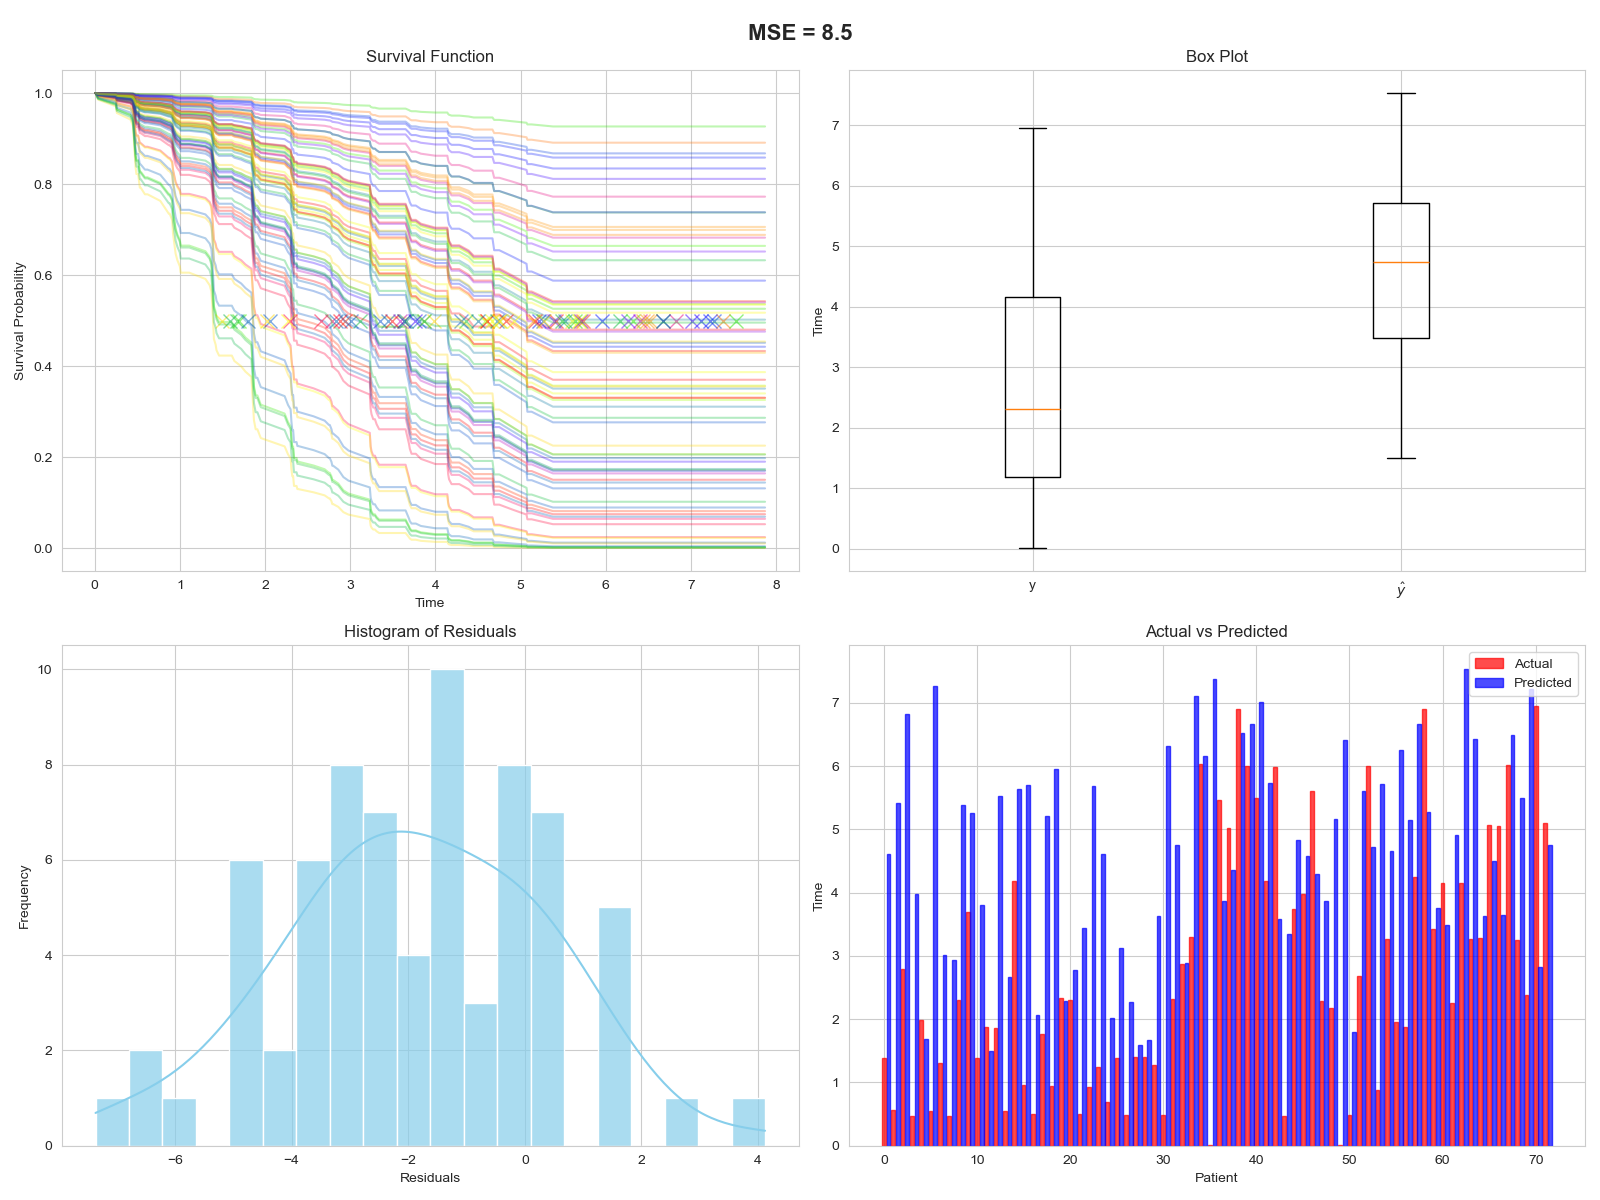 MSE = 8.5
Survival Function
1.0
0.8
0.6
0.4
0.2
0.0
Survival Probability
0 1 2 3 4 5 6 7 8
Time
Box Plot
7
6
5
4
3
2
1
0
Time
y ŷ
Histogram of Residuals
10
8
6
4
2
0
Frequency
−6 −4 −2 0 2 4
Residuals
Actual vs Predicted
Actual
Predicted
7
6
5
4
3
2
1
0
Time
0 10 20 30 40 50 60 70
Patient